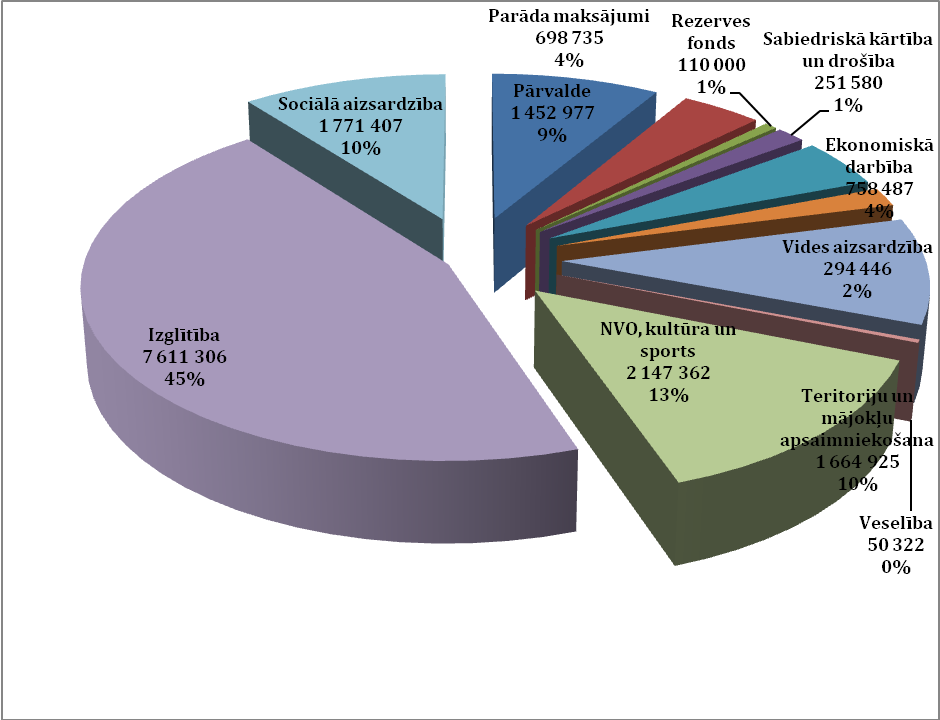 Parāda maksājumi
698 735
4%
Rezerves
fonds
110 000
1%
Sabiedriskā kārtība
un drošība
251 580
1%
Pārvalde
1 452 977
9%
Sociālā aizsardzība
1 771 407
10%
Ekonomiskā
darbība
758 487
4%
Vides aizsardzība
294 446
2%
Izglītība
7 611 306
45%
NVO, kultūra un
sports
2 147 362
13%
Teritoriju un
mājokļu
apsaimniekošana
1 664 925
10%
Veselība
50 322
0%